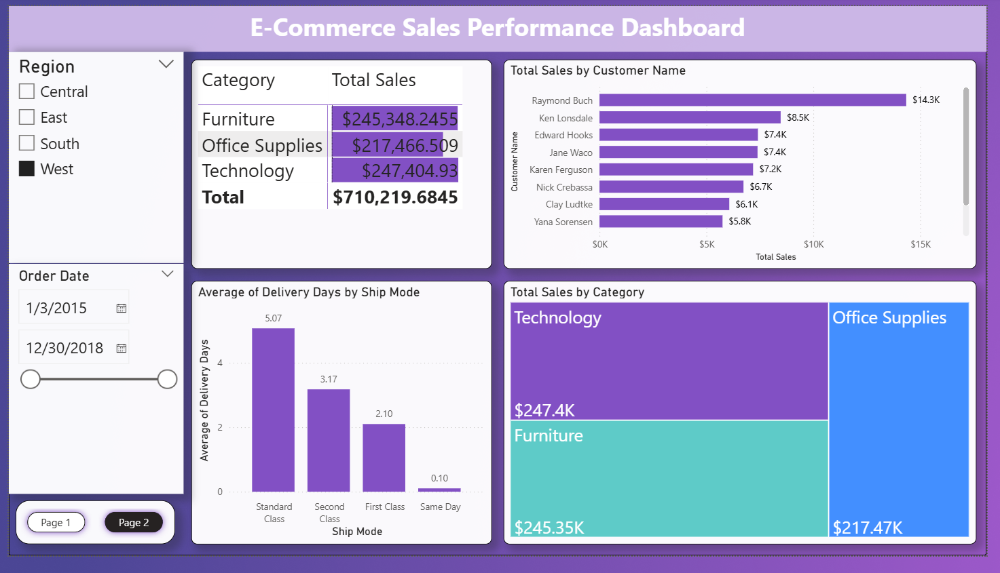 E-Commerce Sales Performance Dashboard
Region
Central
East
South
West
Order Date
1/3/2015
12/30/2018
Page 1
Page 2
Category Total Sales
Furniture $245,348.2455
Office Supplies $217,466.509
Technology $247,404.93
Total $710,219.6845
Total Sales by Customer Name
Customer Name
Raymond Buch $14.3K
Ken Lonsdale $8.5K
Edward Hooks $7.4K
Jane Waco $7.4K
Karen Ferguson $7.2K
Nick Crebassa $6.7K
Clay Ludtke $6.1K
Yana Sorensen $5.8K
$0K $5K $10K $15K
Total Sales
Average of Delivery Days by Ship Mode
Average of Delivery Days
4
2
0
5.07
3.17
2.10
0.10
Standard Class
Second Class
First Class
Same Day
Ship Mode
Total Sales by Category
Technology
$247.4K
Furniture
$245.35K
Office Supplies
$217.47K